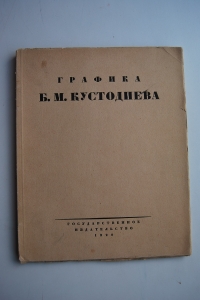 ГРАФИКА
Б. М. КУСТОДИЕВА
ГОСУДАРСТВЕННОЕ
ИЗДАТЕЛЬСТВО